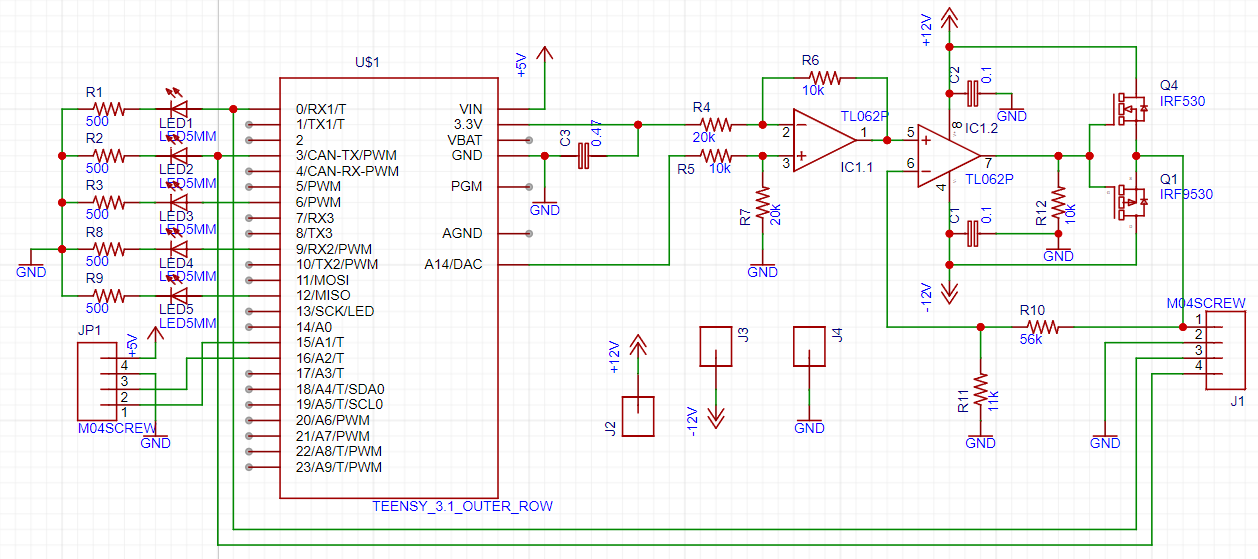 U$1
+5V
R1
500
LED1
LED5MM
R2
500
LED2
LED5MM
R3
500
LED3
LED5MM
R8
500
LED4
LED5MM
R9
500
LED5
LED5MM
GND
0/RX1/T
1/TX1/T
2
3/CAN-TX/PWM
4/CAN-RX-PWM
5/PWM
6/PWM
7/RX3
8/TX3
9/RX2/PWM
10/TX2/PWM
11/MOSI
12/MISO
13/SCK/LED
14/A0
15/A1/T
16/A2/T
17/A3/T
18/A4/T/SDA0
19/A5/T/SCL0
20/A6/PWM
21/A7/PWM
22/A8/T/PWM
23/A9/T/PWM
VIN
3.3V
VBAT
GND
PGM
AGND
A14/DAC
TEENSY_3.1_OUTER_ROW
JP1
+5V
4
3
2
1
M04SCREW
GND
C3
0.47
GND
R4
20k
R5
10k
R6
10k
R7
20k
GND
2
3
1
TL062P
IC1.1
+12V
C2
0.1
GND
5
6
8
4
7
IC1.2
TL062P
C1
0.1
-12V
R12
10k
GND
Q4
IRF530
Q1
IRF9530
+12V
J2
J3
-12V
J4
GND
R10
56k
R11
11k
GND
GND
M04SCREW
1
2
3
4
J1